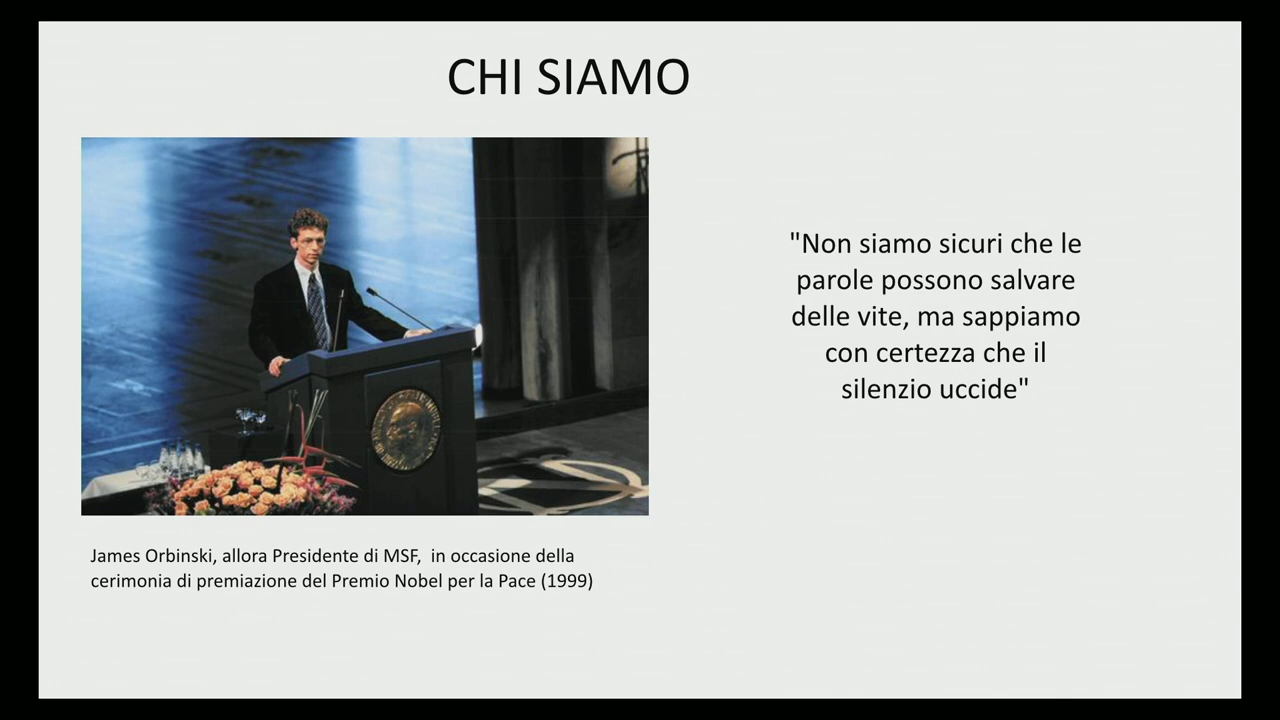 CHI SIAMO
"Non siamo sicuri che le
parole possono salvare
delle vite, ma sappiamo
con certezza che il
silenzio uccide"
James Orbinski, allora Presidente di MSF,  in occasione della
cerimonia di premiazione del Premio Nobel per la Pace (1999)